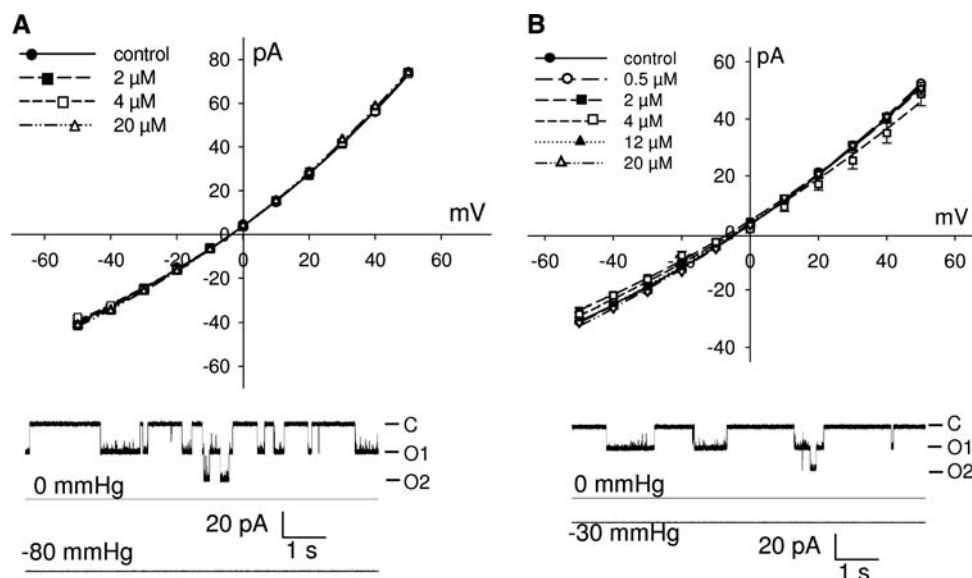 A
control
2 µM
4 µM
20 µM
pA
mV
80
60
40
20
0
-20
-40
-60
-60 -40 -20 20 40 60
C
O1
O2
0 mmHg
-80 mmHg
20 pA
1 s
B
control
0.5 µM
2 µM
4 µM
12 µM
20 µM
pA
mV
60
40
20
0
-20
-40
-60 -40 -20 20 40 60
C
O1
O2
0 mmHg
-30 mmHg
20 pA
1 s